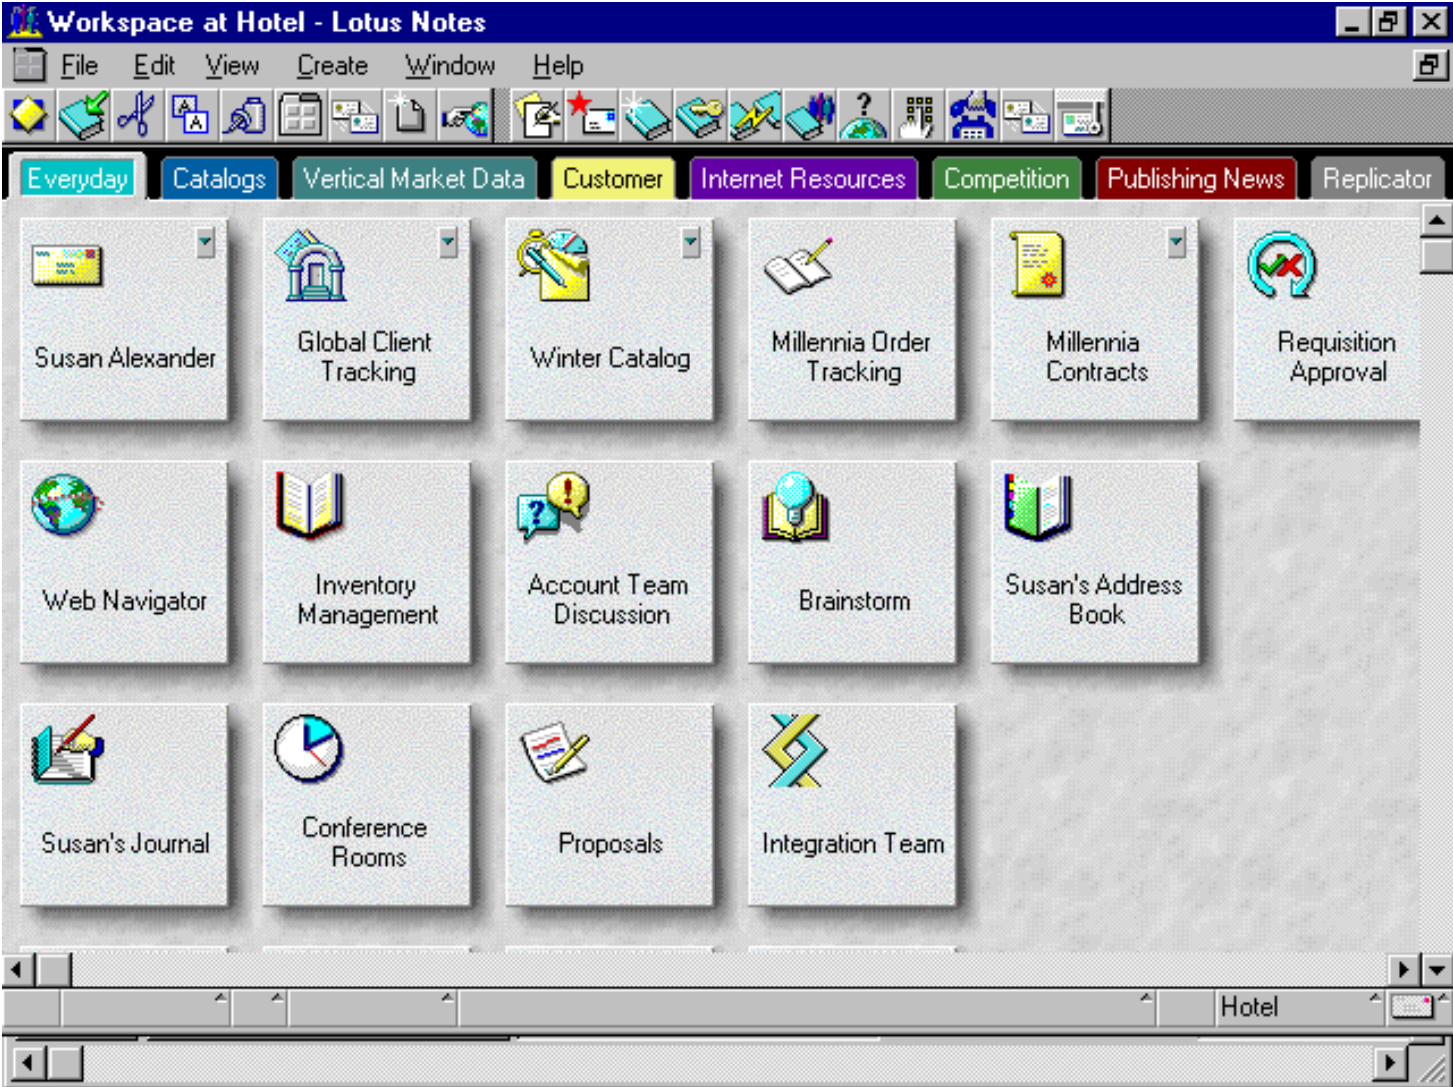 Workspace at Hotel - Lotus Notes
File Edit View Create Window Help
Everyday Catalogs Vertical Market Data Customer Internet Resources Competition Publishing News Replicator
Susan Alexander
Global Client
Tracking
Winter Catalog
Millennia Order
Tracking
Millennia
Contracts
Requisition
Approval
Web Navigator
Inventory
Management
Account Team
Discussion
Brainstorm
Susan's Address
Book
Susan's Journal
Conference
Rooms
Proposals
Integration Team
Hotel